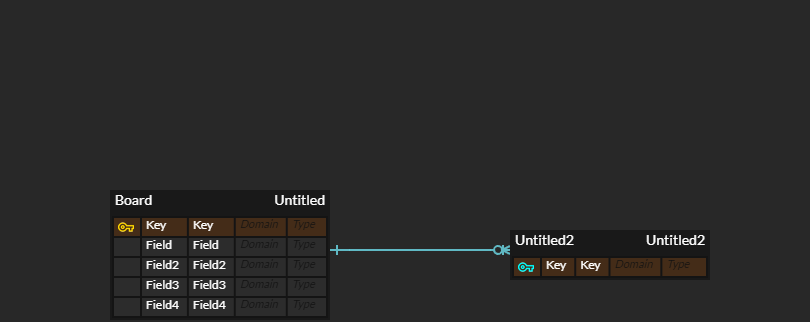 Board Untitled
Key Key Domain Type
Field Field Domain Type
Field2 Field2 Domain Type
Field3 Field3 Domain Type
Field4 Field4 Domain Type
Untitled2 Untitled2
Key Key Domain Type